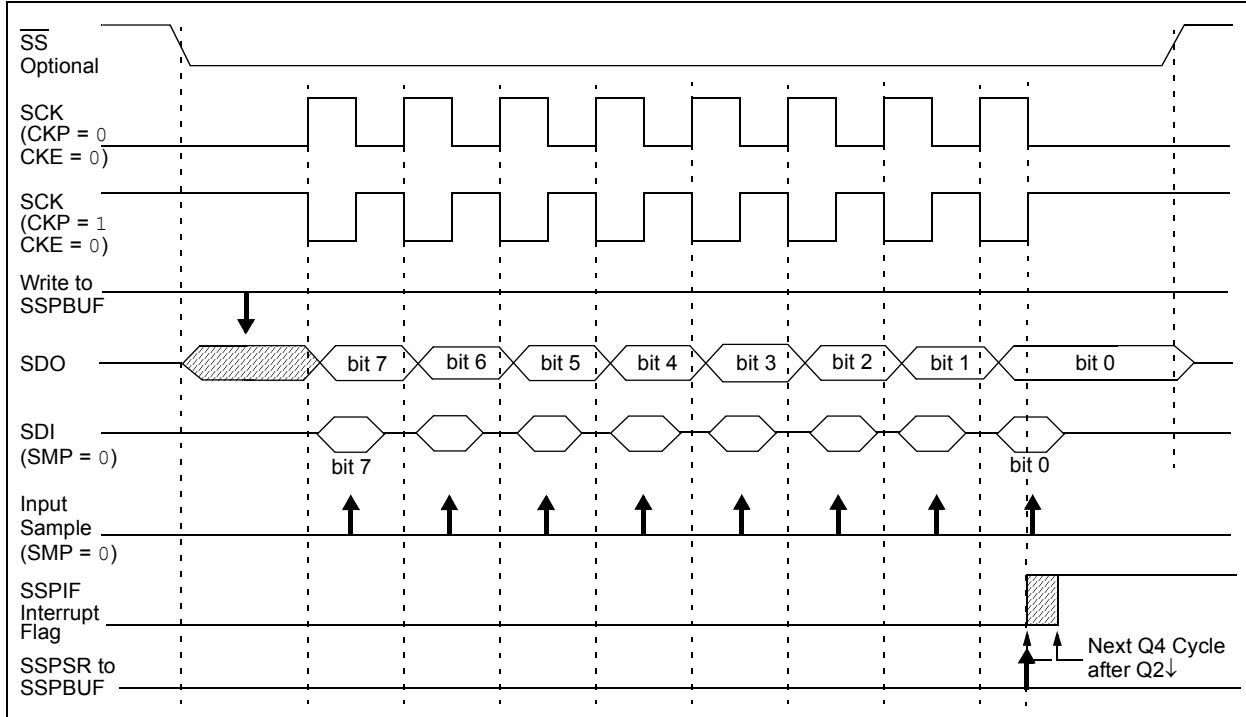 SS
Optional
SCK
(CKP = 0
CKE = 0)
SCK
(CKP = 1
CKE = 0)
Write to
SSPBUF
SDO
bit 7
bit 6
bit 5
bit 4
bit 3
bit 2
bit 1
bit 0
SDI
(SMP = 0)
bit 7
bit 0
Input
Sample
(SMP = 0)
SSPIF
Interrupt
Flag
Next Q4 Cycle
after Q2↓
SSPSR to
SSPBUF